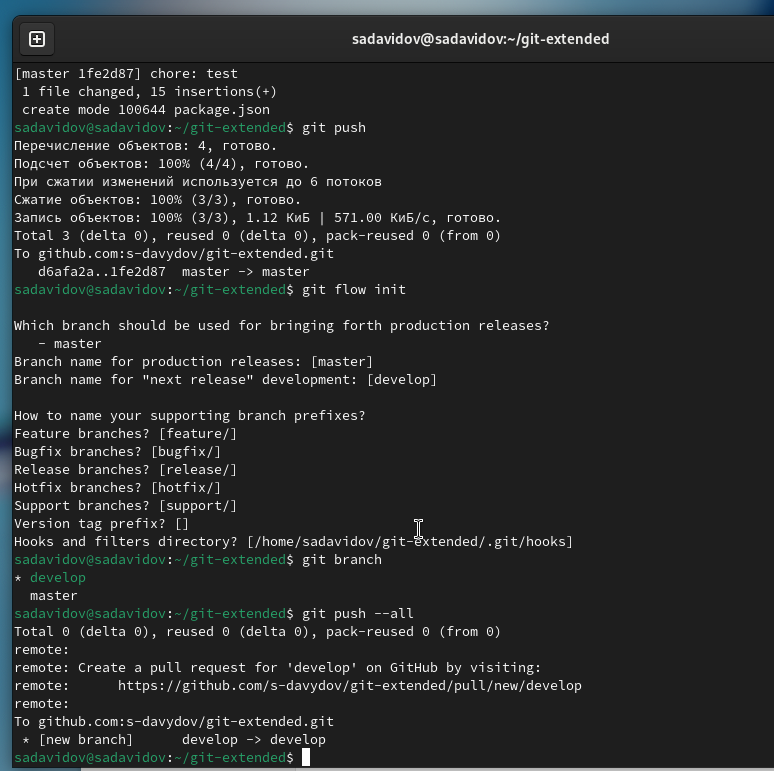 sadavidov@sadavidov:~/git-extended
[master 1fe2d87] chore: test
1 file changed, 15 insertions(+)
create mode 100644 package.json
sadavidov@sadavidov:~/git-extended$ git push
Перечисление объектов: 4, готово.
Подсчет объектов: 100% (4/4), готово.
При сжатии изменений используется до 6 потоков
Сжатие объектов: 100% (3/3), готово.
Запись объектов: 100% (3/3), 1.12 КиБ | 571.00 КиБ/с, готово.
Total 3 (delta 0), reused 0 (delta 0), pack-reused 0 (from 0)
To github.com:s-davydov/git-extended.git
d6afa2a..1fe2d87  master -> master
sadavidov@sadavidov:~/git-extended$ git flow init
Which branch should be used for bringing forth production releases?
- master
Branch name for production releases: [master]
Branch name for "next release" development: [develop]
How to name your supporting branch prefixes?
Feature branches? [feature/]
Bugfix branches? [bugfix/]
Release branches? [release/]
Hotfix branches? [hotfix/]
Support branches? [support/]
Version tag prefix? []
Hooks and filters directory? [/home/sadavidov/git-extended/.git/hooks]
sadavidov@sadavidov:~/git-extended$ git branch
* develop
master
sadavidov@sadavidov:~/git-extended$ git push --all
Total 0 (delta 0), reused 0 (delta 0), pack-reused 0 (from 0)
remote:
remote: Create a pull request for 'develop' on GitHub by visiting:
remote:      https://github.com/s-davydov/git-extended/pull/new/develop
remote:
To github.com:s-davydov/git-extended.git
* [new branch]      develop -> develop
sadavidov@sadavidov:~/git-extended$